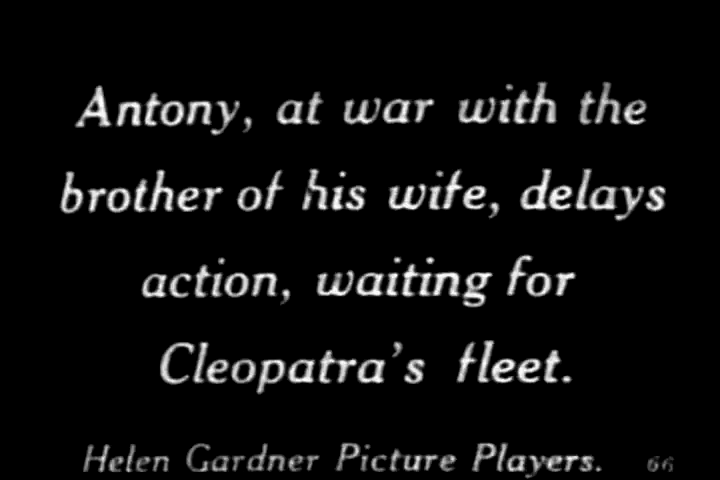 Antony, at war with the
brother of his wife, delays
action, waiting for
Cleopatra's fleet.
Helen Gardner Picture Players. 66